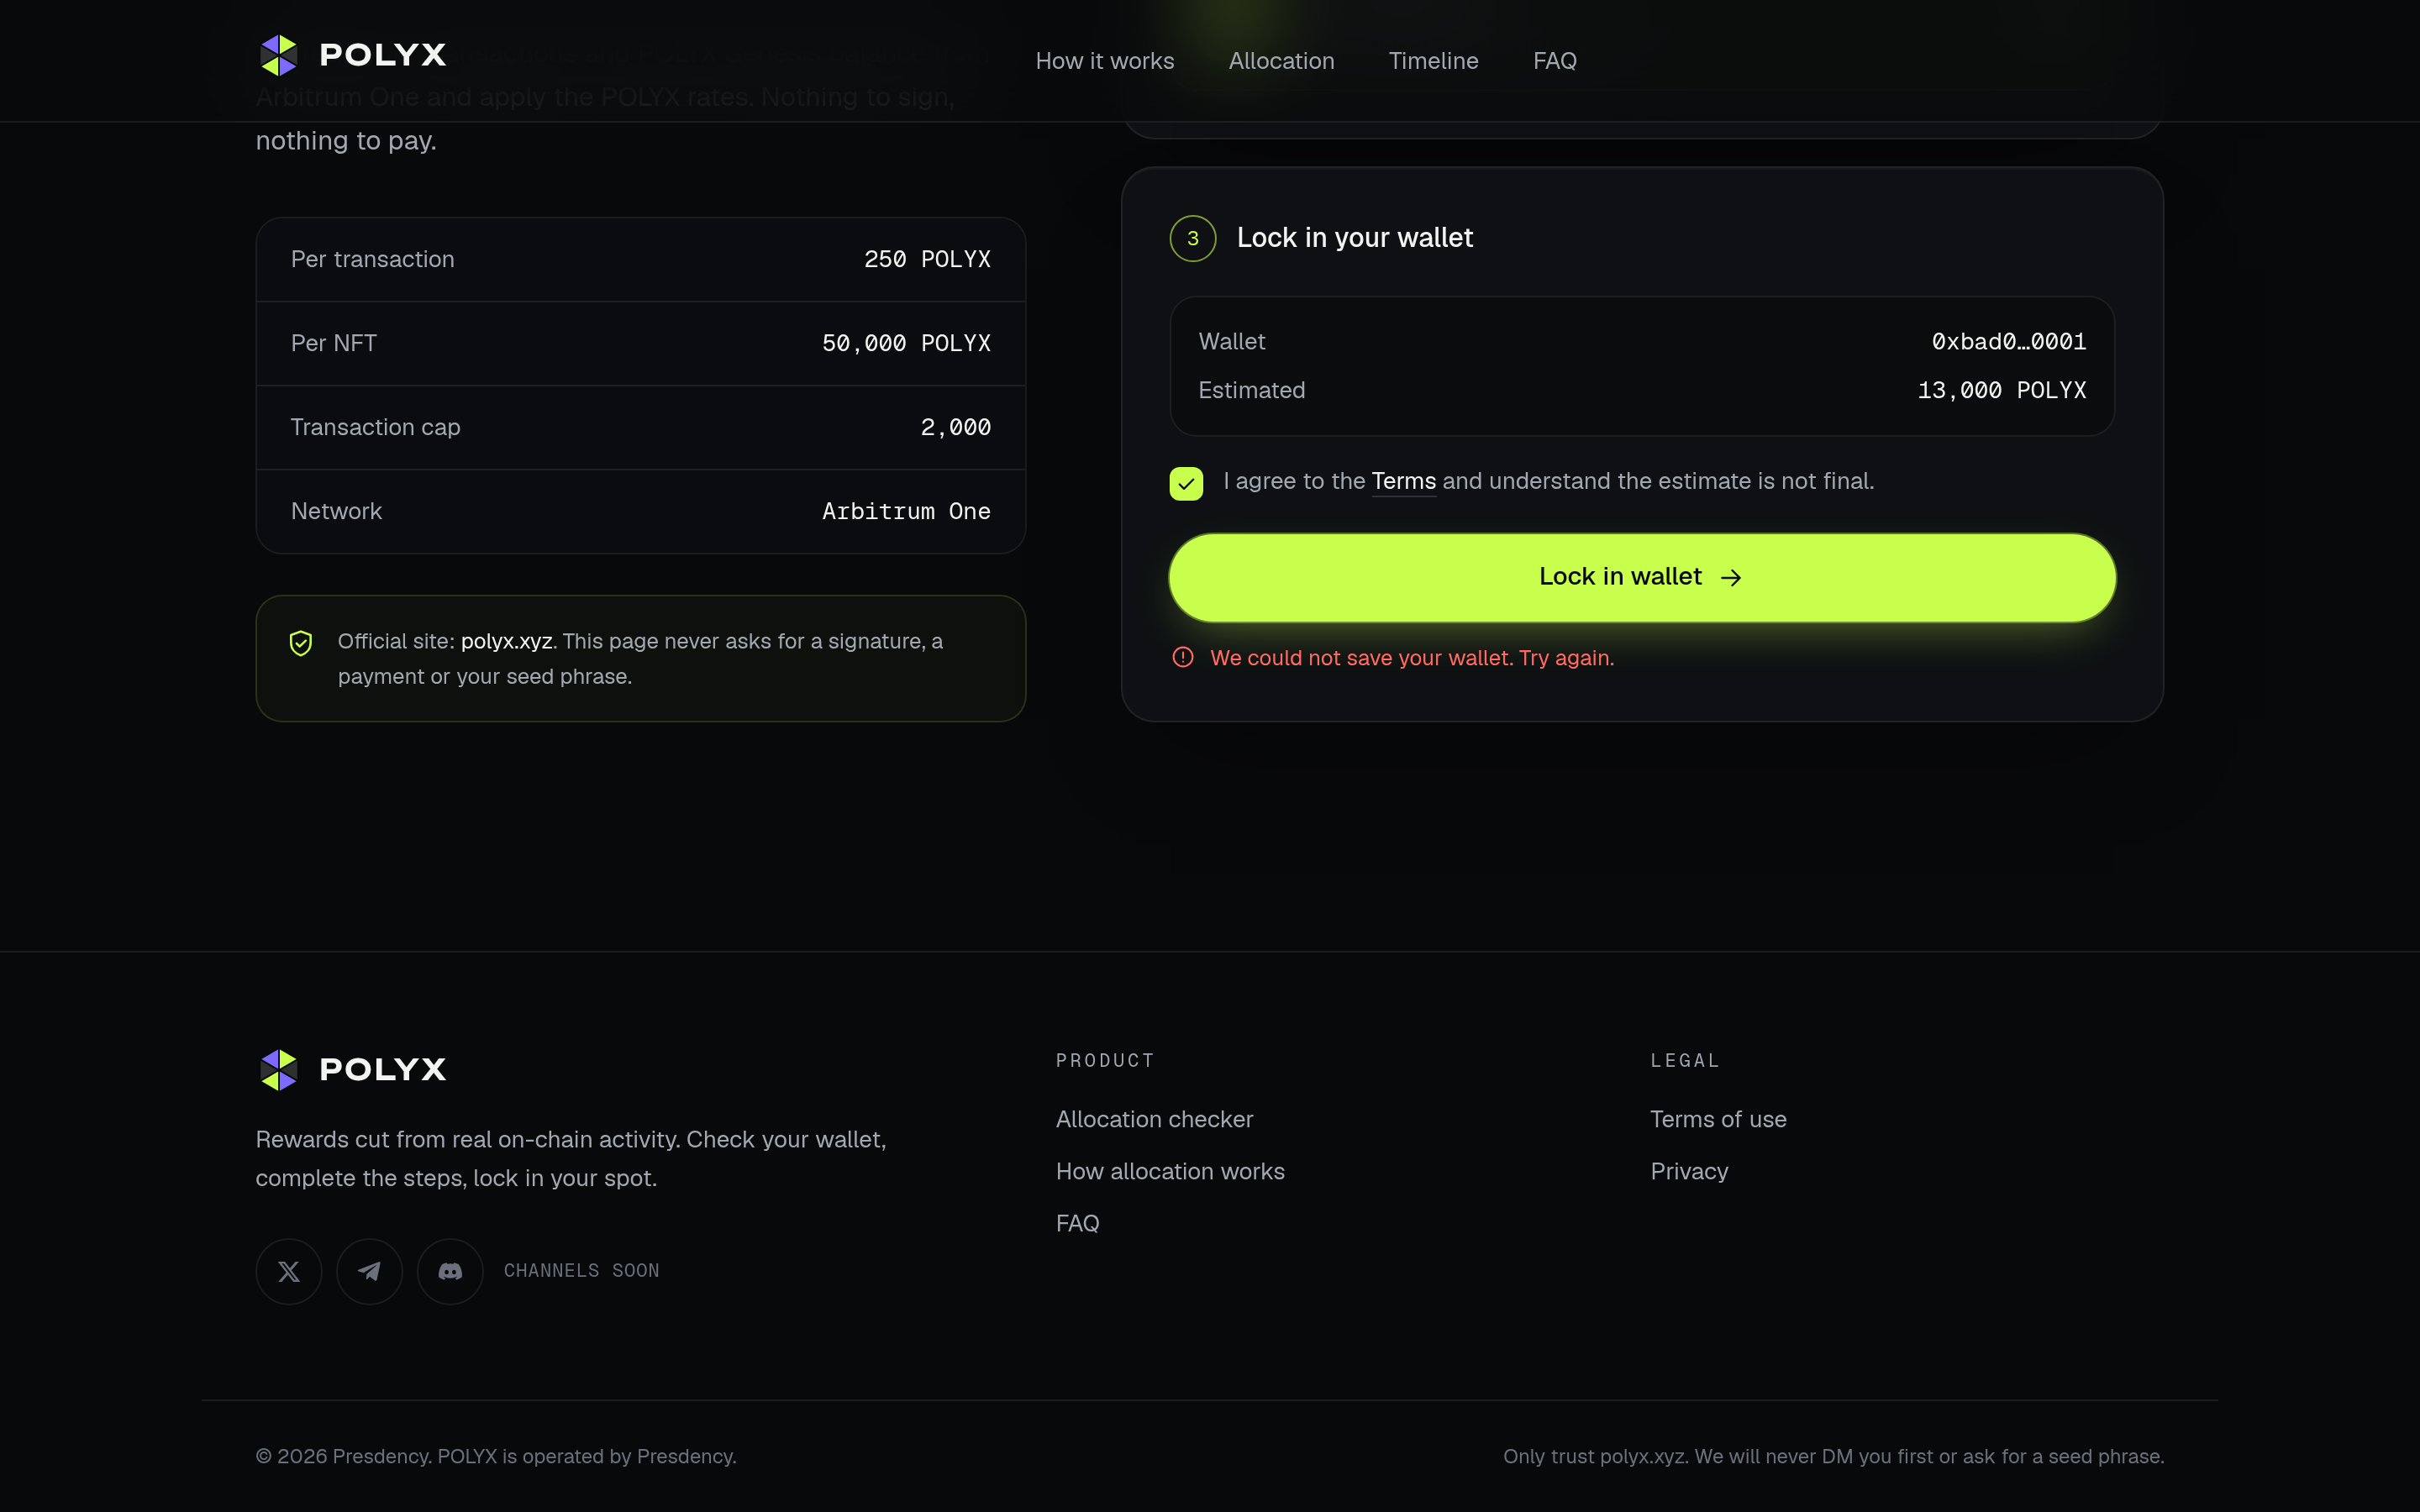 POLYX
How it works
Allocation
Timeline
FAQ
Arbitrum One and apply the POLYX rates. Nothing to sign,
nothing to pay.
Per transaction
250 POLYX
Per NFT
50,000 POLYX
Transaction cap
2,000
Network
Arbitrum One
Official site: polyx.xyz. This page never asks for a signature, a
payment or your seed phrase.
3
Lock in your wallet
Wallet
0xbad0…0001
Estimated
13,000 POLYX
I agree to the Terms and understand the estimate is not final.
Lock in wallet
We could not save your wallet. Try again.
POLYX
Rewards cut from real on-chain activity. Check your wallet,
complete the steps, lock in your spot.
CHANNELS SOON
PRODUCT
Allocation checker
How allocation works
FAQ
LEGAL
Terms of use
Privacy
© 2026 Presdency. POLYX is operated by Presdency.
Only trust polyx.xyz. We will never DM you first or ask for a seed phrase.